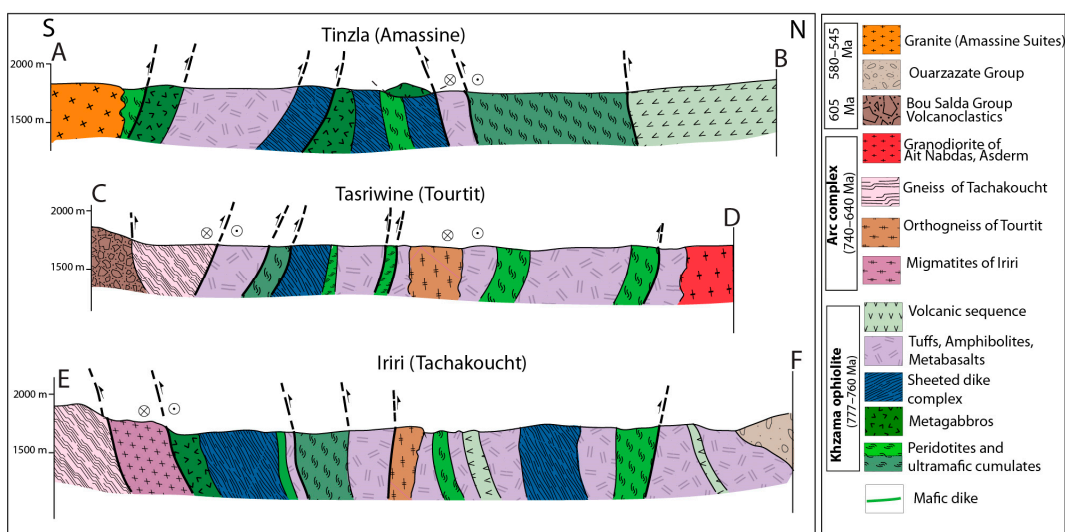 S
N
Tinzla (Amassine)
A
B
2000 m
1500 m
Tasriwine (Tourtit)
C
D
2000 m
1500 m
Iriri (Tachakoucht)
E
F
2000 m
1500 m
580–545
Ma
605
Ma
Granite (Amassine Suites)
Ouarzazate Group
Bou Salda Group
Volcanoclastics
Arc complex
(740–640 Ma)
Granodiorite of
Ait Nabdas, Asderm
Gneiss of Tachakoucht
Orthogneiss of Tourtit
Migmatites of Iriri
Khzama ophiolite
(777–760 Ma)
Volcanic sequence
Tuffs, Amphibolites,
Metabasalts
Sheeted dike
complex
Metagabbros
Peridotites and
ultramafic cumulates
Mafic dike